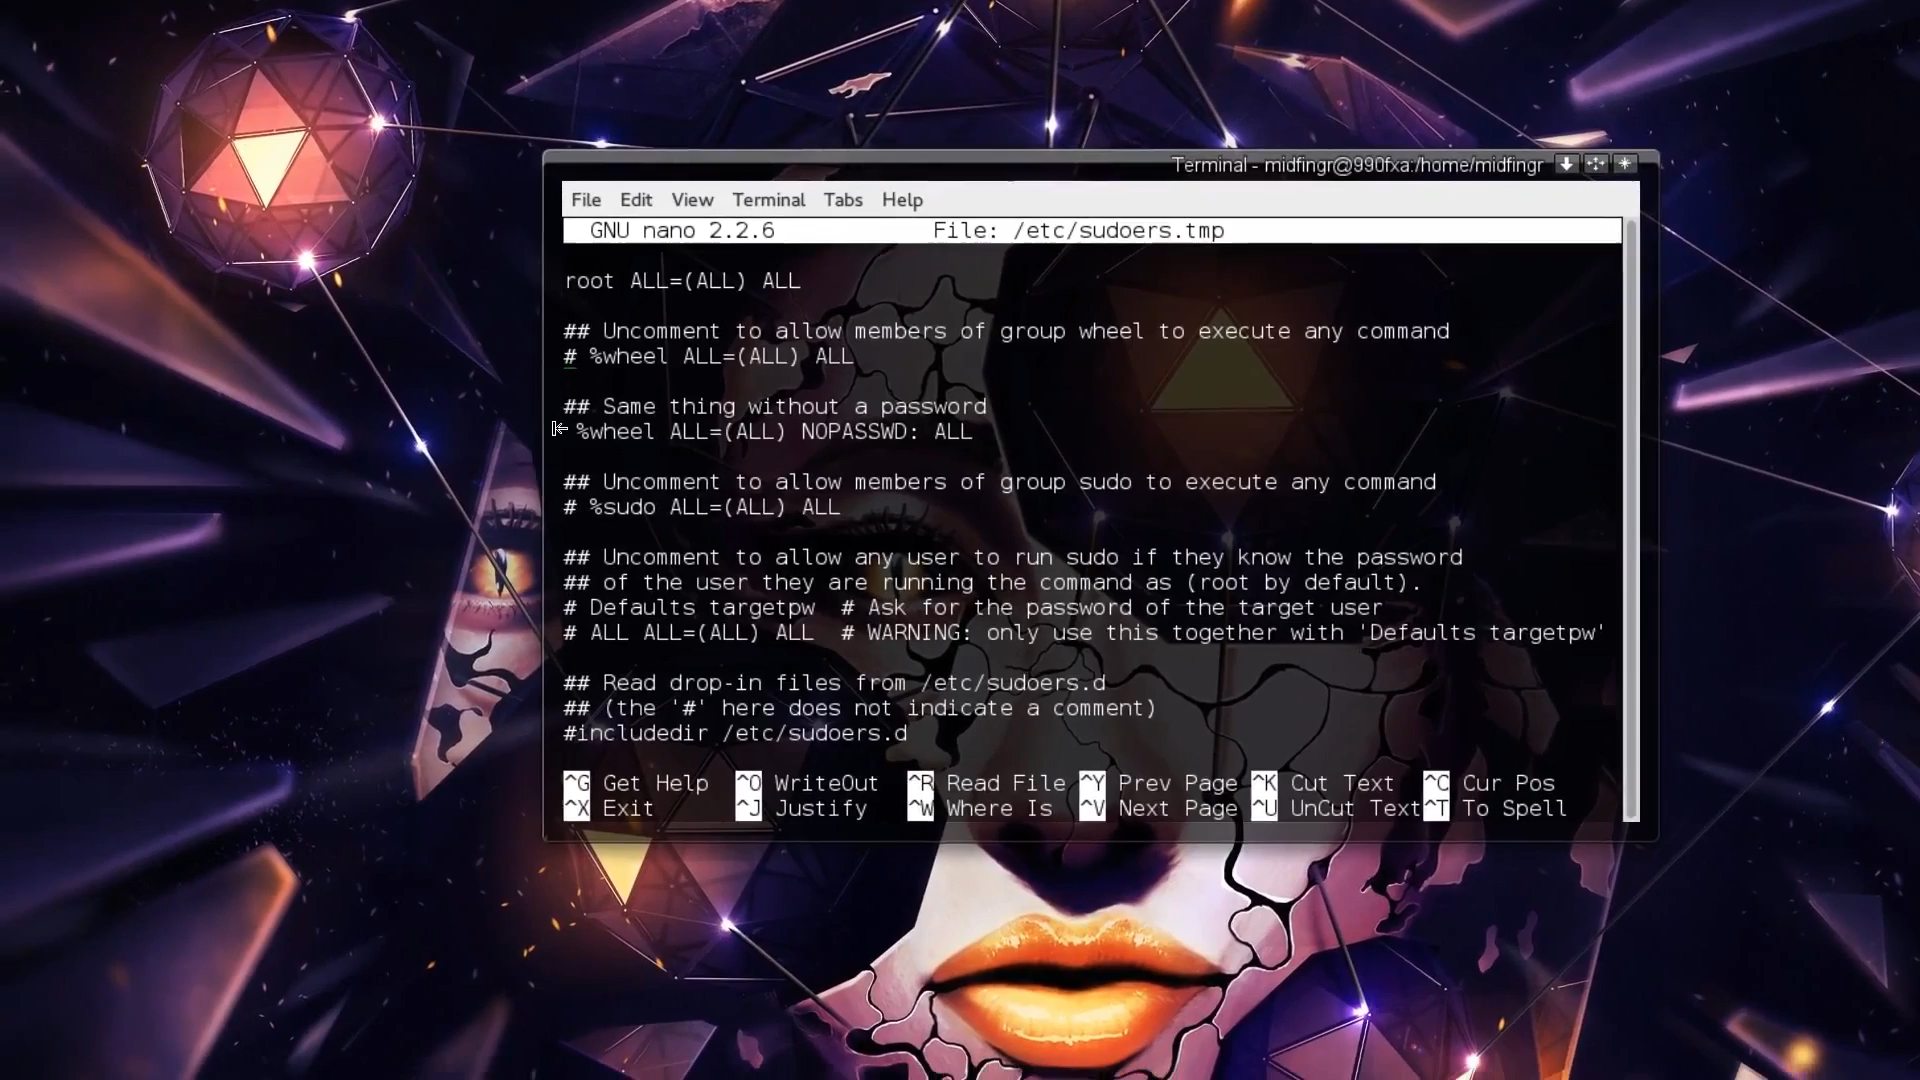 Terminal - midfingr@990fxa:/home/midfingr
File Edit View Terminal Tabs Help
GNU nano 2.2.6 File: /etc/sudoers.tmp
root ALL=(ALL) ALL
## Uncomment to allow members of group wheel to execute any command
# %wheel ALL=(ALL) ALL
## Same thing without a password
%wheel ALL=(ALL) NOPASSWD: ALL
## Uncomment to allow members of group sudo to execute any command
# %sudo ALL=(ALL) ALL
## Uncomment to allow any user to run sudo if they know the password
## of the user they are running the command as (root by default).
# Defaults targetpw # Ask for the password of the target user
# ALL ALL=(ALL) ALL # WARNING: only use this together with 'Defaults targetpw'
## Read drop-in files from /etc/sudoers.d
## (the '#' here does not indicate a comment)
#includedir /etc/sudoers.d
^G Get Help ^O WriteOut ^R Read File ^Y Prev Page ^K Cut Text ^C Cur Pos
^X Exit ^J Justify ^W Where Is ^V Next Page ^U UnCut Text ^T To Spell